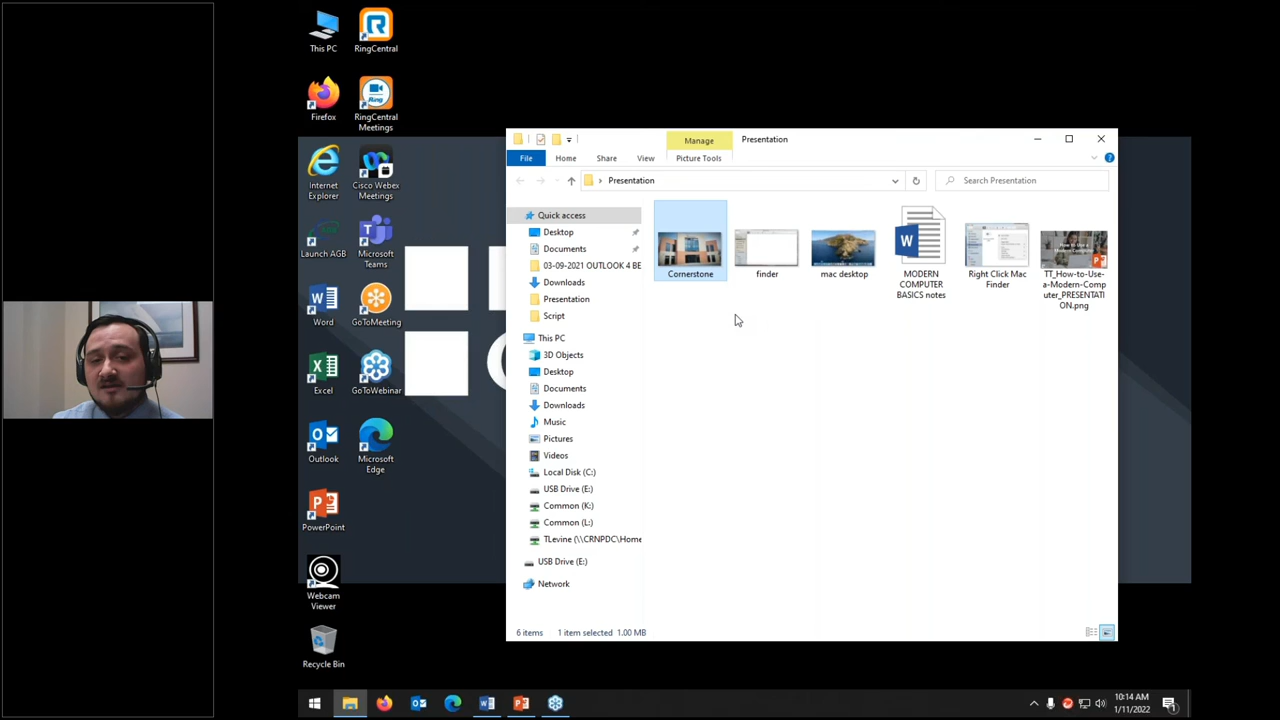 This PC
RingCentral
Firefox
RingCentral
Meetings
Internet
Explorer
Cisco Webex
Meetings
Launch AGB
Microsoft
Teams
Word
GoToMeeting
Excel
GoToWebinar
Outlook
Microsoft
Edge
PowerPoint
Webcam
Viewer
Recycle Bin
Manage
Presentation
File
Home
Share
View
Picture Tools
Presentation
Search Presentation
Quick access
Desktop
Documents
03-09-2021 OUTLOOK 4 BE
Downloads
Presentation
Script
This PC
3D Objects
Desktop
Documents
Downloads
Music
Pictures
Videos
Local Disk (C:)
USB Drive (E:)
Common (K:)
Common (L:)
TLevine (\\CRNPDC\Home
USB Drive (E:)
Network
Cornerstone
finder
mac desktop
MODERN
COMPUTER
BASICS notes
Right Click Mac
Finder
TT_How-to-Use-
a-Modern-Comp
uter_PRESENTATI
ON.png
6 items
1 item selected 1.00 MB
10:14 AM
1/11/2022